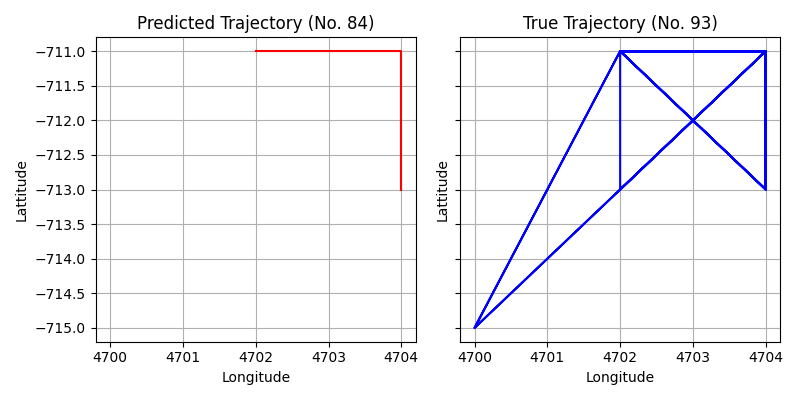 Predicted Trajectory (No. 84)
True Trajectory (No. 93)
−711.0
−711.5
−712.0
−712.5
−713.0
−713.5
−714.0
−714.5
−715.0
Lattitude
Lattitude
4700 4701 4702 4703 4704
4700 4701 4702 4703 4704
Longitude
Longitude